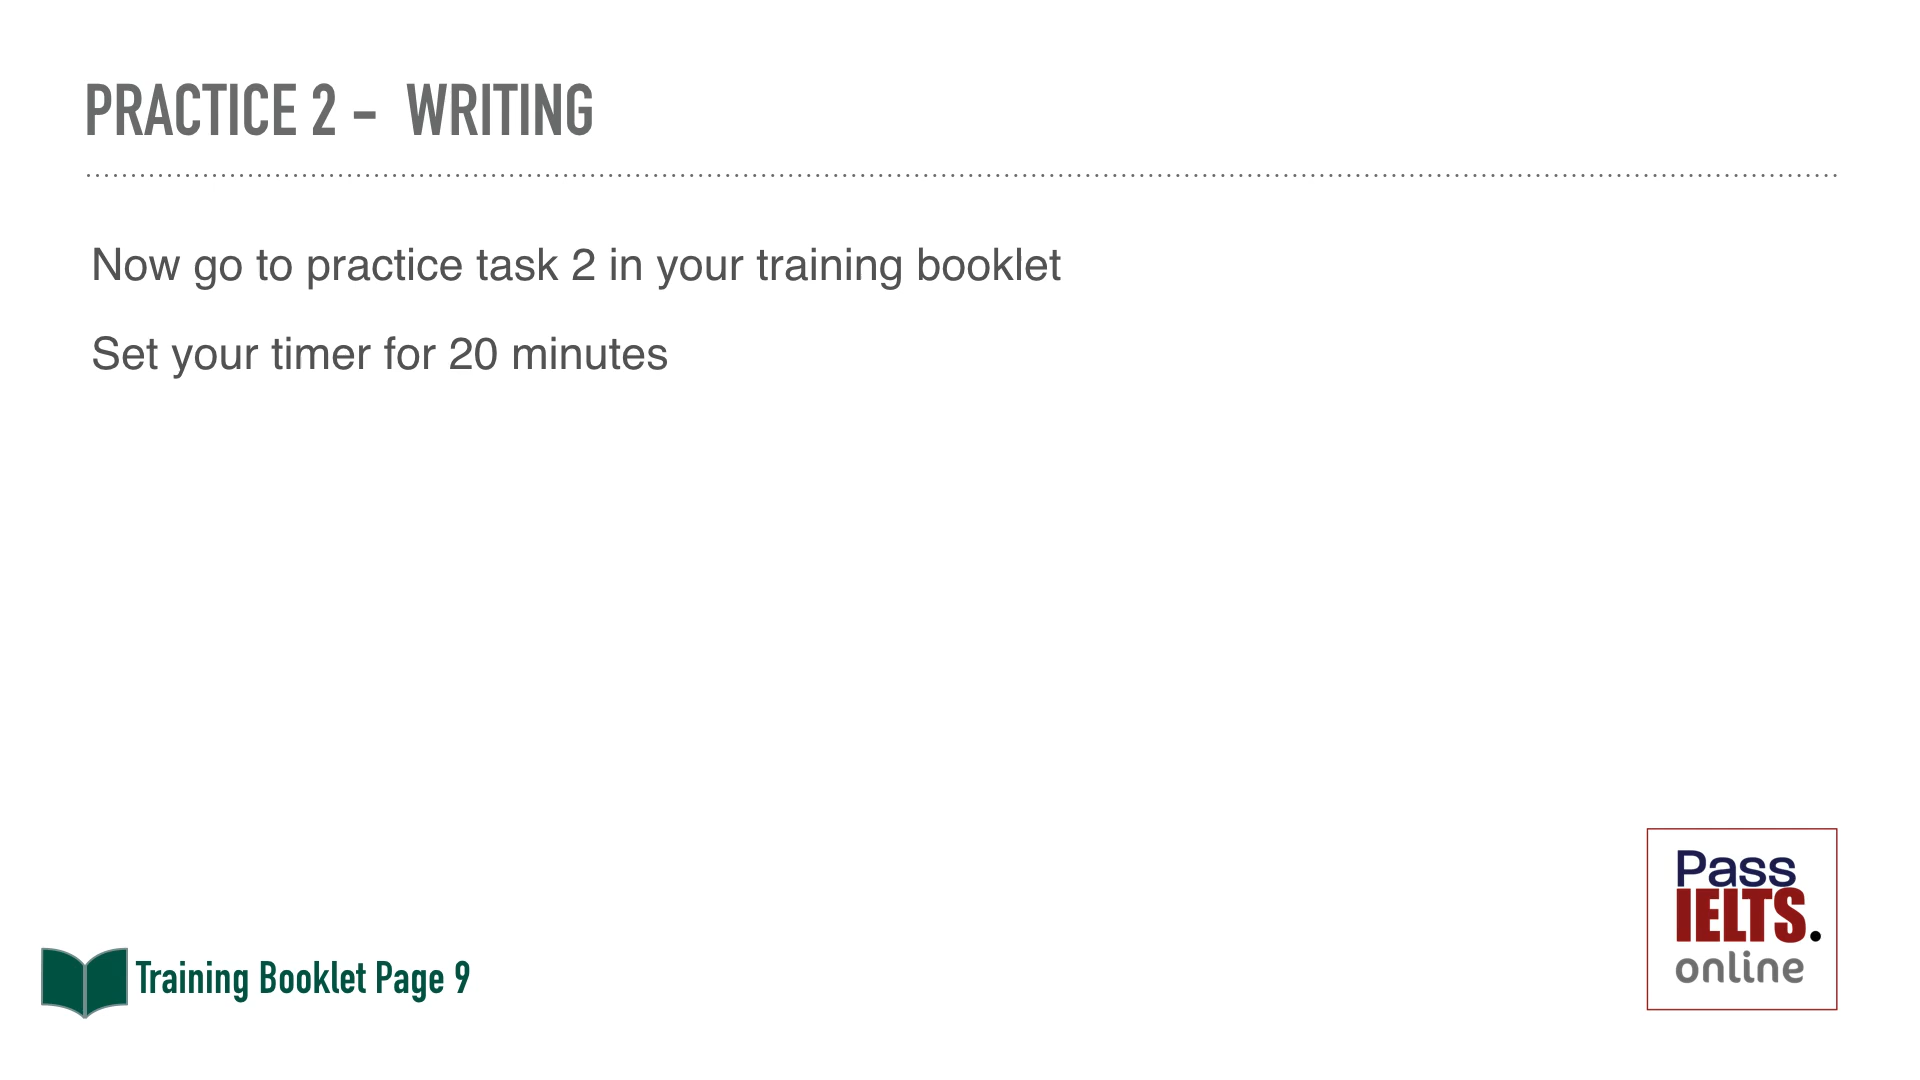 PRACTICE 2 - WRITING
Now go to practice task 2 in your training booklet
Set your timer for 20 minutes
Training Booklet Page 9
Pass
IELTS.
online